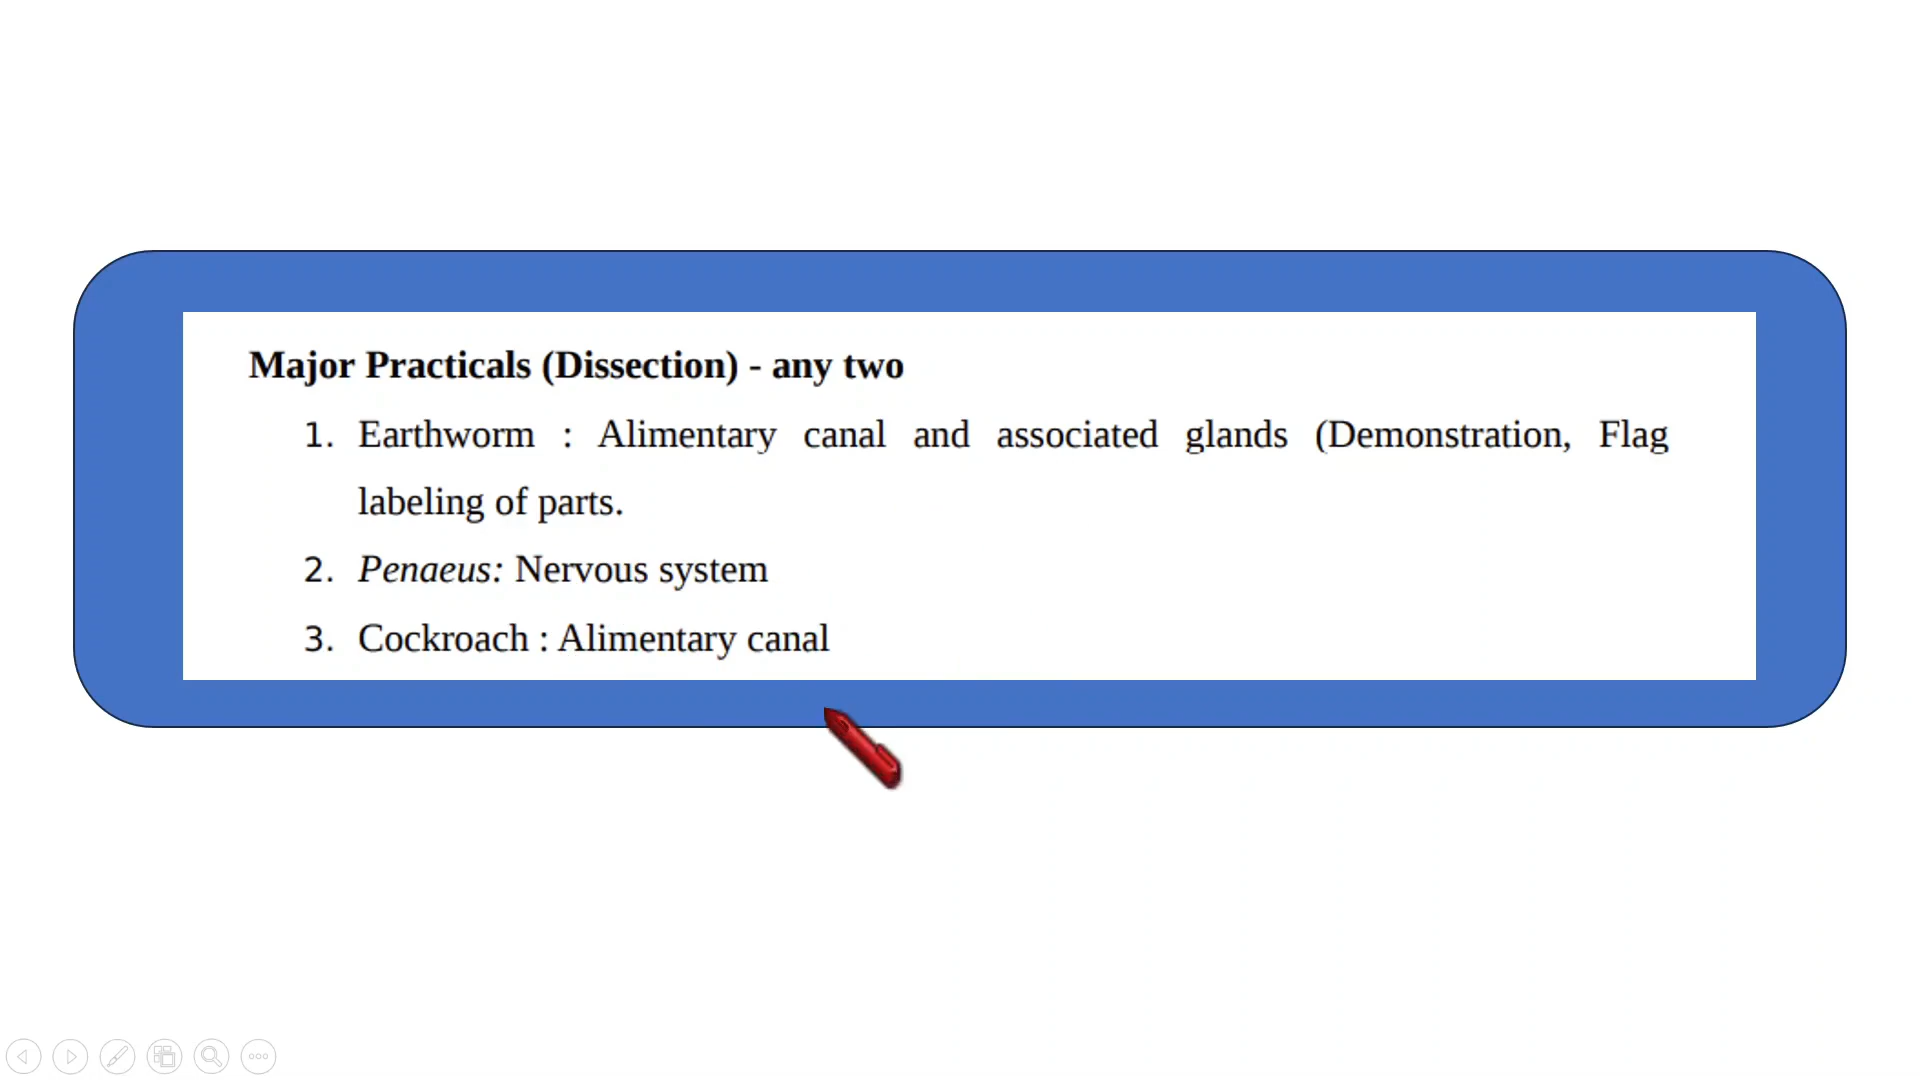 Major Practicals (Dissection) - any two
1. Earthworm : Alimentary canal and associated glands (Demonstration, Flag
labeling of parts.
2. Penaeus: Nervous system
3. Cockroach : Alimentary canal